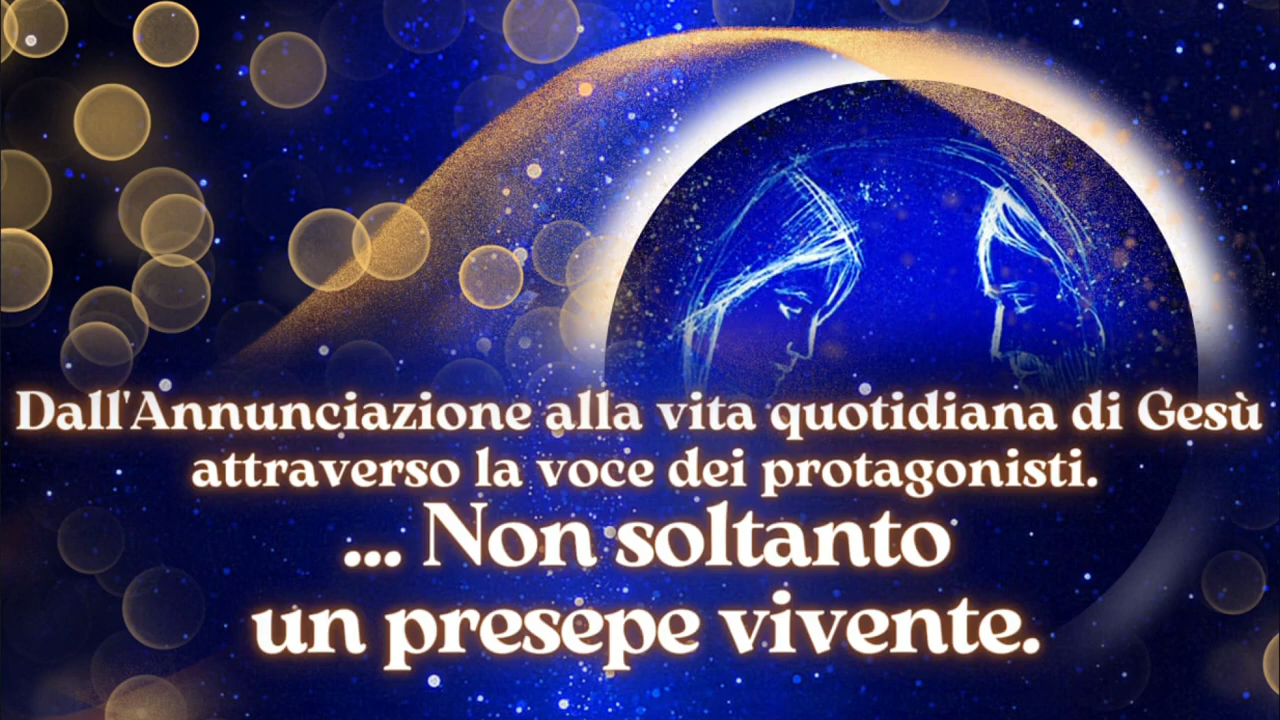 Dall'Annunciazione alla vita quotidiana di Gesù
attraverso la voce dei protagonisti.
... Non soltanto
un presepe vivente.